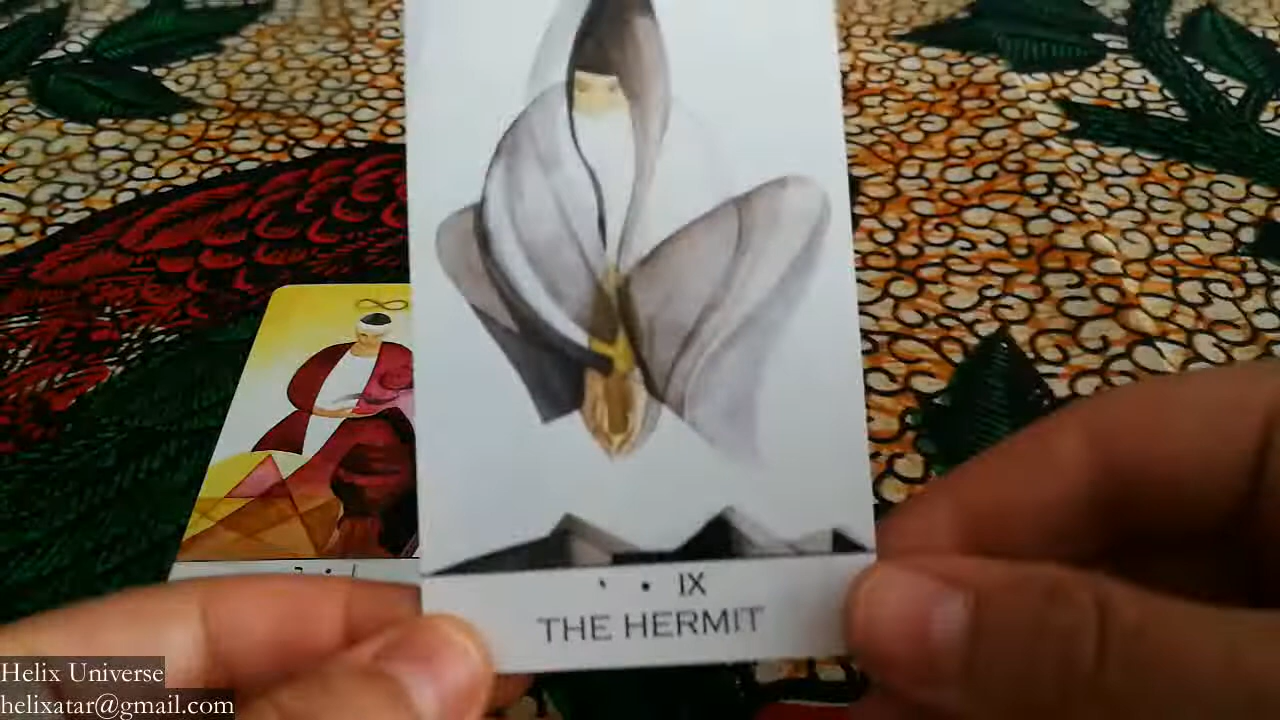 י • IX
THE HERMIT
Helix Universe
helixatar@gmail.com